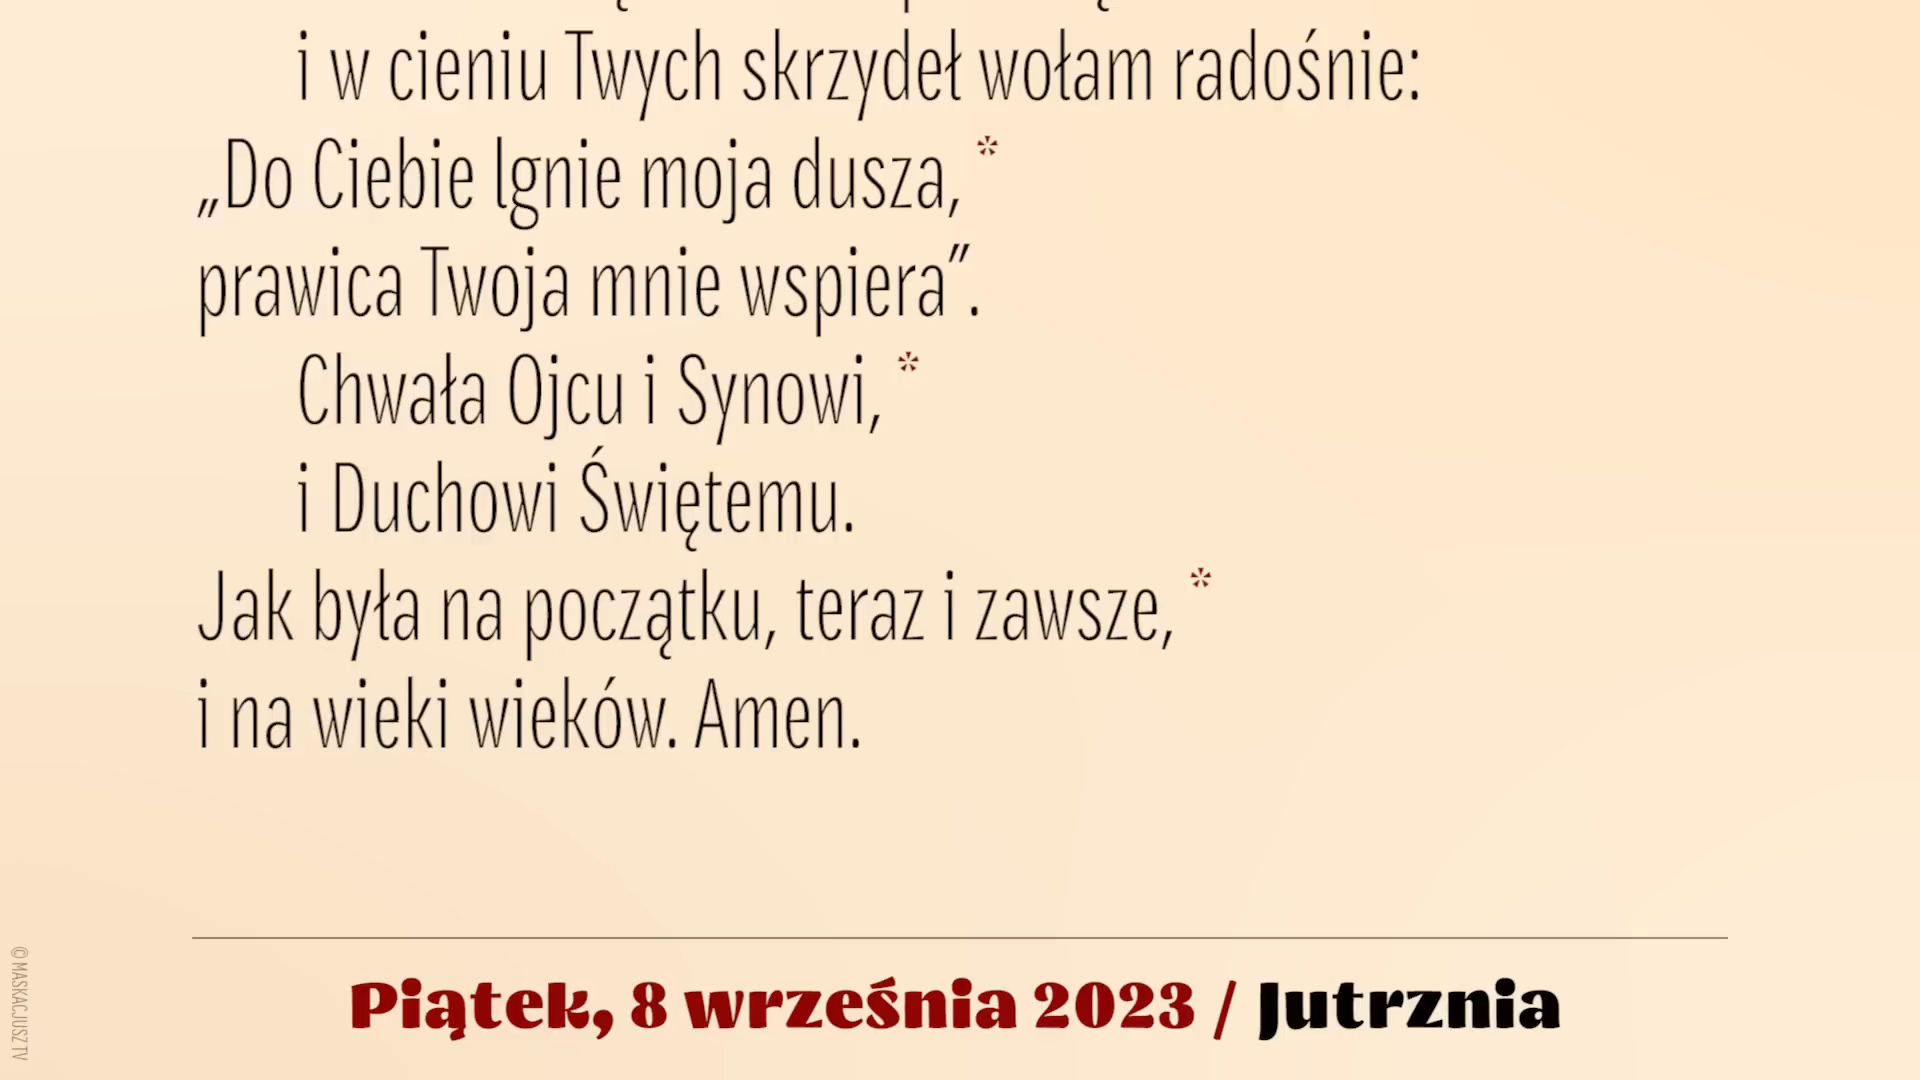 i w cieniu Twych skrzydeł wołam radośnie:
„Do Ciebie lgnie moja dusza, *
prawica Twoja mnie wspiera”.
Chwała Ojcu i Synowi, *
i Duchowi Świętemu.
Jak była na początku, teraz i zawsze, *
i na wieki wieków. Amen.
Piątek, 8 września 2023 / Jutrznia
© MASKACJUSZ TV